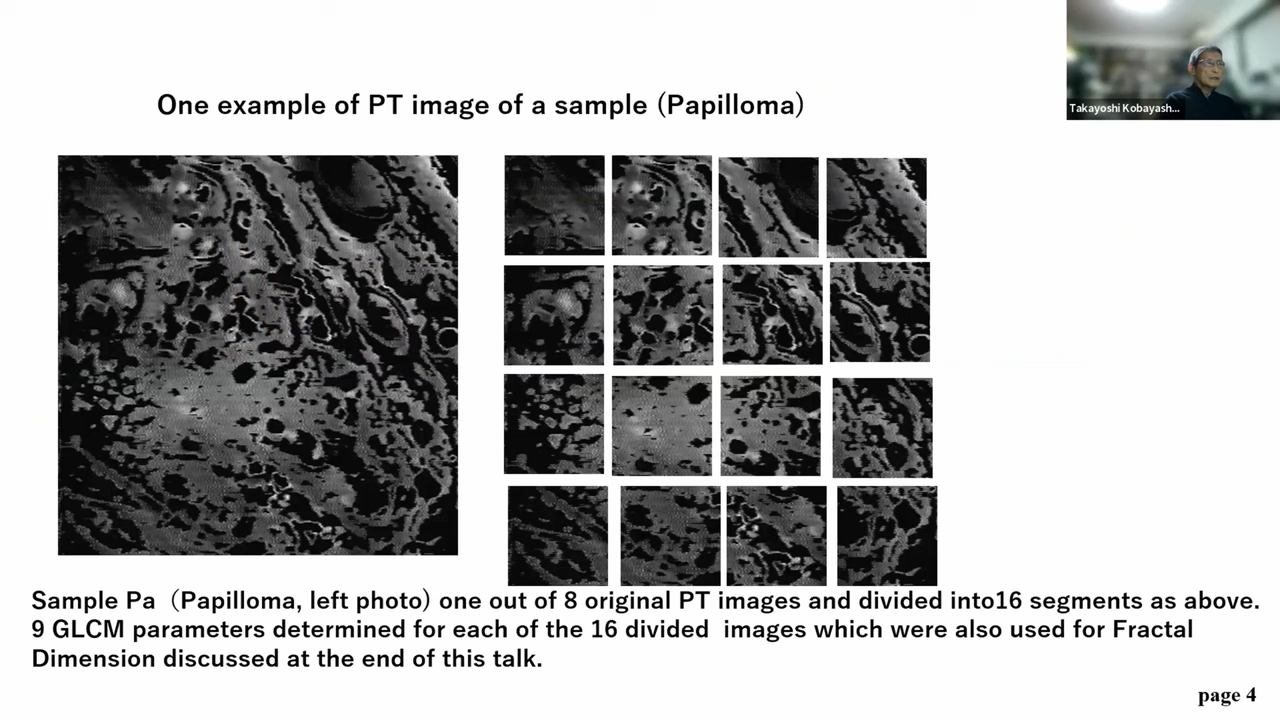 One example of PT image of a sample (Papilloma)
Takayoshi Kobayash...
Sample Pa (Papilloma, left photo) one out of 8 original PT images and divided into16 segments as above.
9 GLCM parameters determined for each of the 16 divided images which were also used for Fractal
Dimension discussed at the end of this talk.
page 4